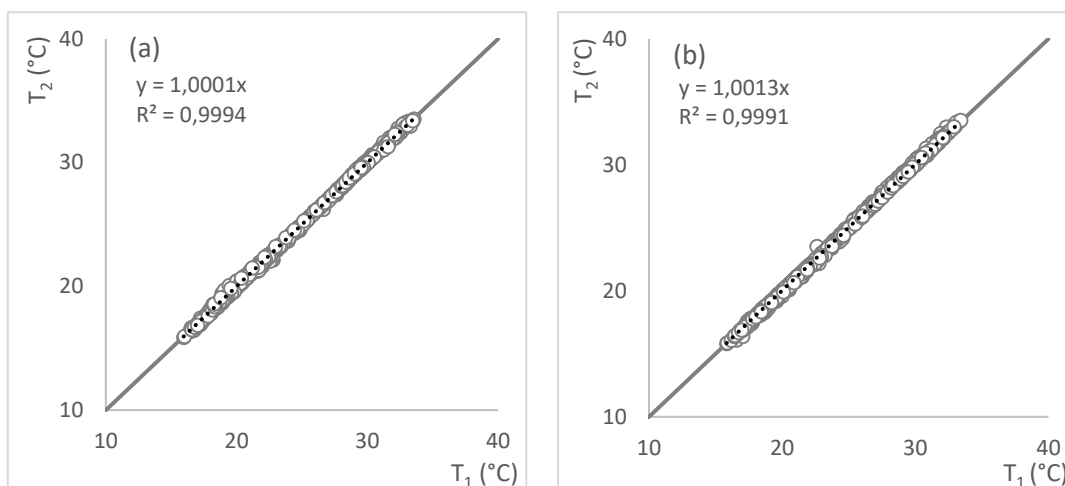 (a)
y = 1,0001x
R² = 0,9994
T₂ (°C)
40
30
20
10
10 20 30 40
T₁ (°C)
(b)
y = 1,0013x
R² = 0,9991
T₂ (°C)
40
30
20
10
10 20 30 40
T₁ (°C)